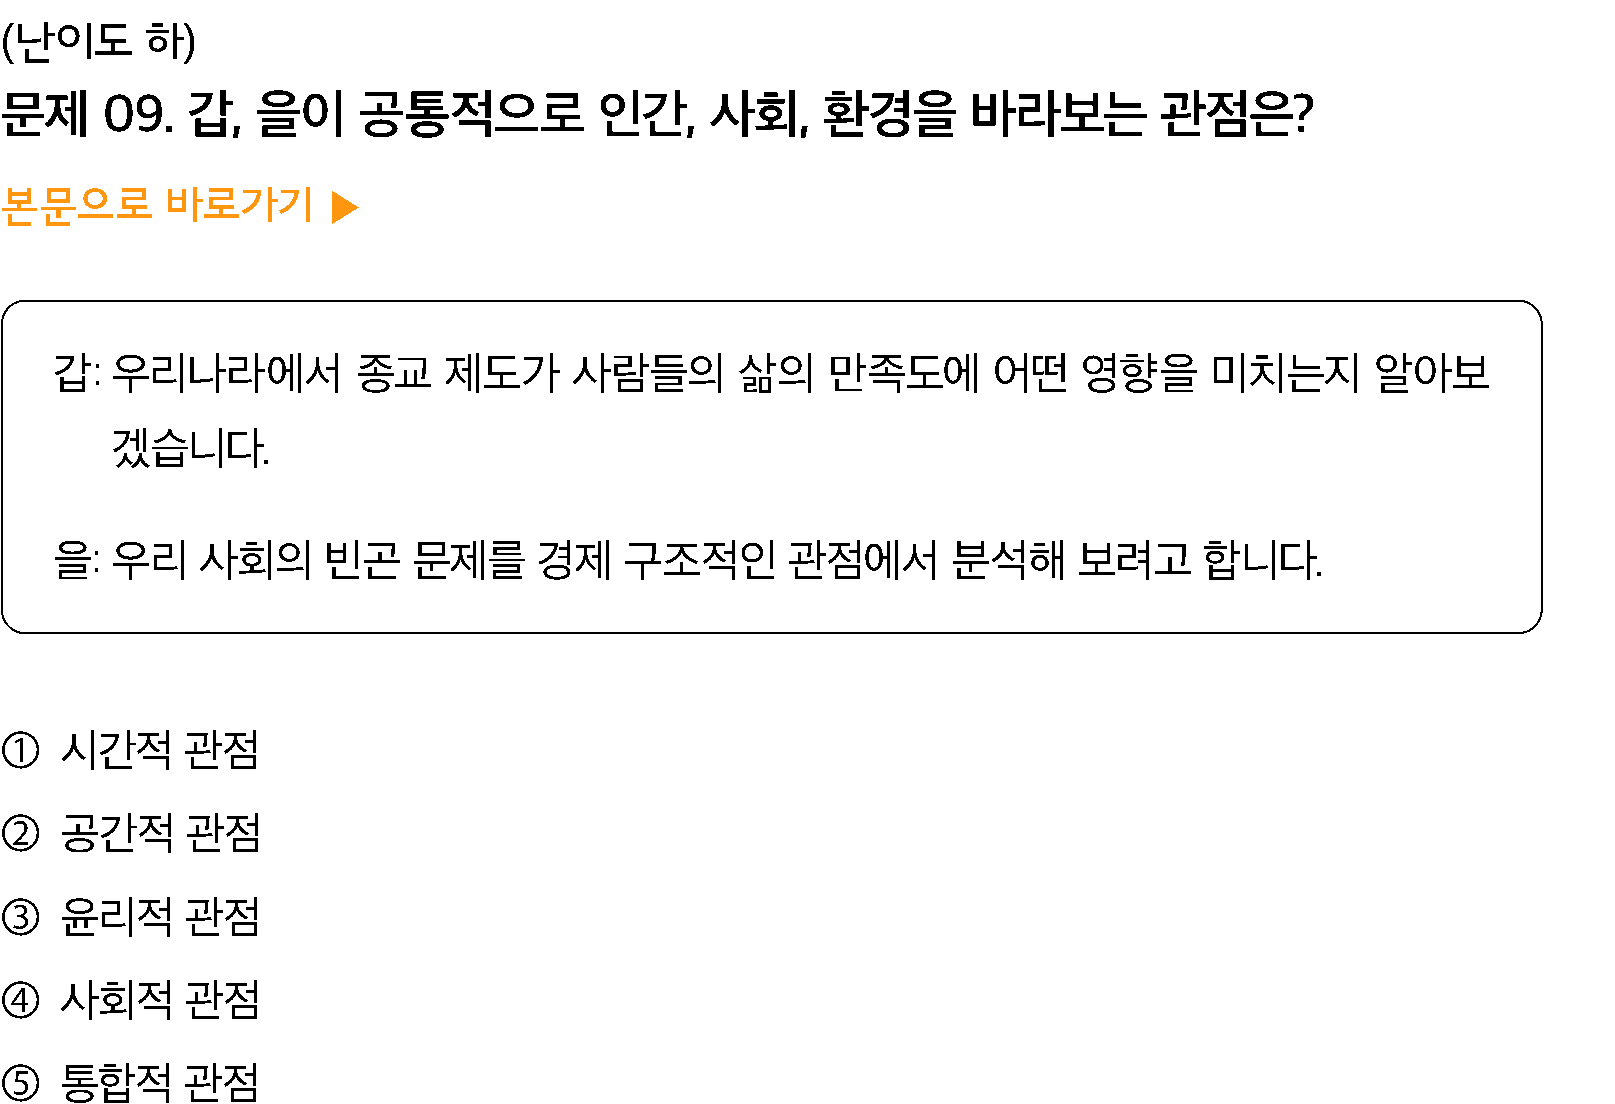 (난이도 하)
문제 09. 갑, 을이 공통적으로 인간, 사회, 환경을 바라보는 관점은?
본문으로 바로가기 ▶
갑: 우리나라에서 종교 제도가 사람들의 삶의 만족도에 어떤 영향을 미치는지 알아보
겠습니다.
을: 우리 사회의 빈곤 문제를 경제 구조적인 관점에서 분석해 보려고 합니다.
① 시간적 관점
② 공간적 관점
③ 윤리적 관점
④ 사회적 관점
⑤ 통합적 관점